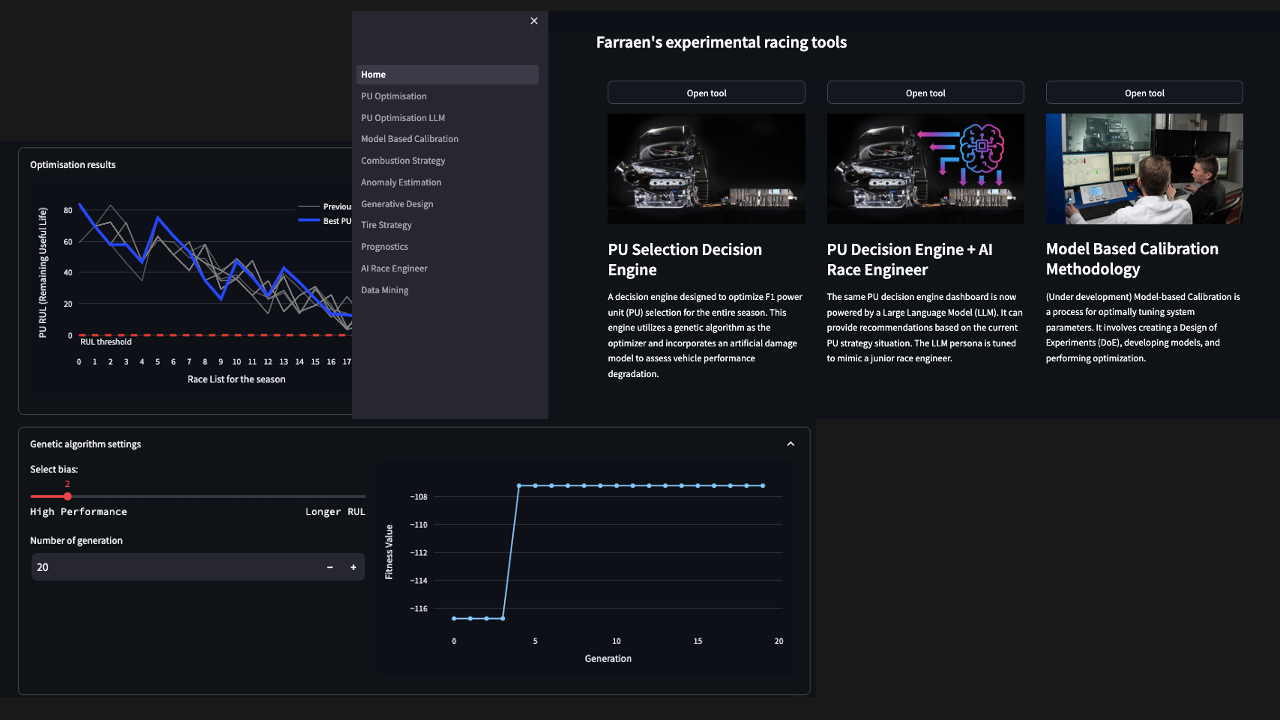 ×
Home
PU Optimisation
PU Optimisation LLM
Model Based Calibration
Combustion Strategy
Anomaly Estimation
Generative Design
Tire Strategy
Prognostics
AI Race Engineer
Data Mining
Farraen's experimental racing tools
Open tool
PU Selection Decision
Engine
A decision engine designed to optimize F1 power
unit (PU) selection for the entire season. This
engine utilizes a genetic algorithm as the
optimizer and incorporates an artificial damage
model to assess vehicle performance
degradation.
Open tool
PU Decision Engine + AI
Race Engineer
The same PU decision engine dashboard is now
powered by a Large Language Model (LLM). It can
provide recommendations based on the current
PU strategy situation. The LLM persona is tuned
to mimic a junior race engineer.
Open tool
Model Based Calibration
Methodology
(Under development) Model-based Calibration is
a process for optimally tuning system
parameters. It involves creating a Design of
Experiments (DoE), developing models, and
performing optimization.
Optimisation results
Previou
Best PU
PU RUL (Remaining Useful Life)
80
60
40
20
0
RUL threshold
0 1 2 3 4 5 6 7 8 9 10 11 12 13 14 15 16 17
Race List for the season
Genetic algorithm settings
Select bias:
2
High Performance Longer RUL
Number of generation
20 − +
Fitness Value
−108
−110
−112
−114
−116
0 5 10 15 20
Generation